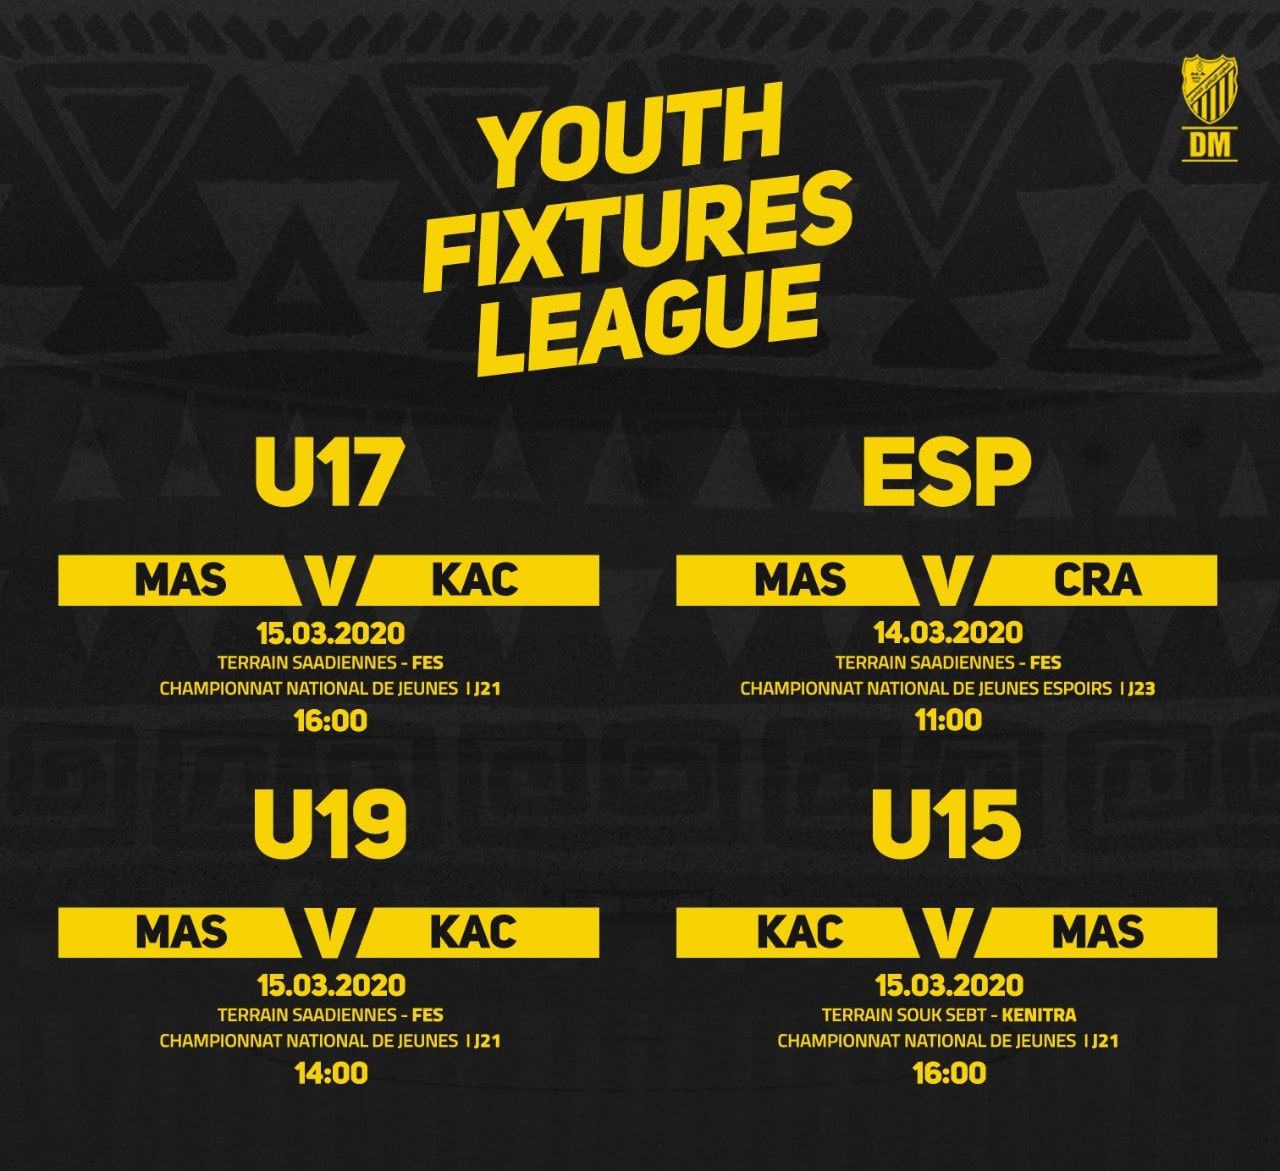 YOUTH
FIXTURES
LEAGUE
DM
U17
MAS V KAC
15.03.2020
TERRAIN SAADIENNES - FES
CHAMPIONNAT NATIONAL DE JEUNES | J21
16:00
ESP
MAS V CRA
14.03.2020
TERRAIN SAADIENNES - FES
CHAMPIONNAT NATIONAL DE JEUNES ESPOIRS | J23
11:00
U19
MAS V KAC
15.03.2020
TERRAIN SAADIENNES - FES
CHAMPIONNAT NATIONAL DE JEUNES | J21
14:00
U15
KAC V MAS
15.03.2020
TERRAIN SOUK SEBT - KENITRA
CHAMPIONNAT NATIONAL DE JEUNES | J21
16:00